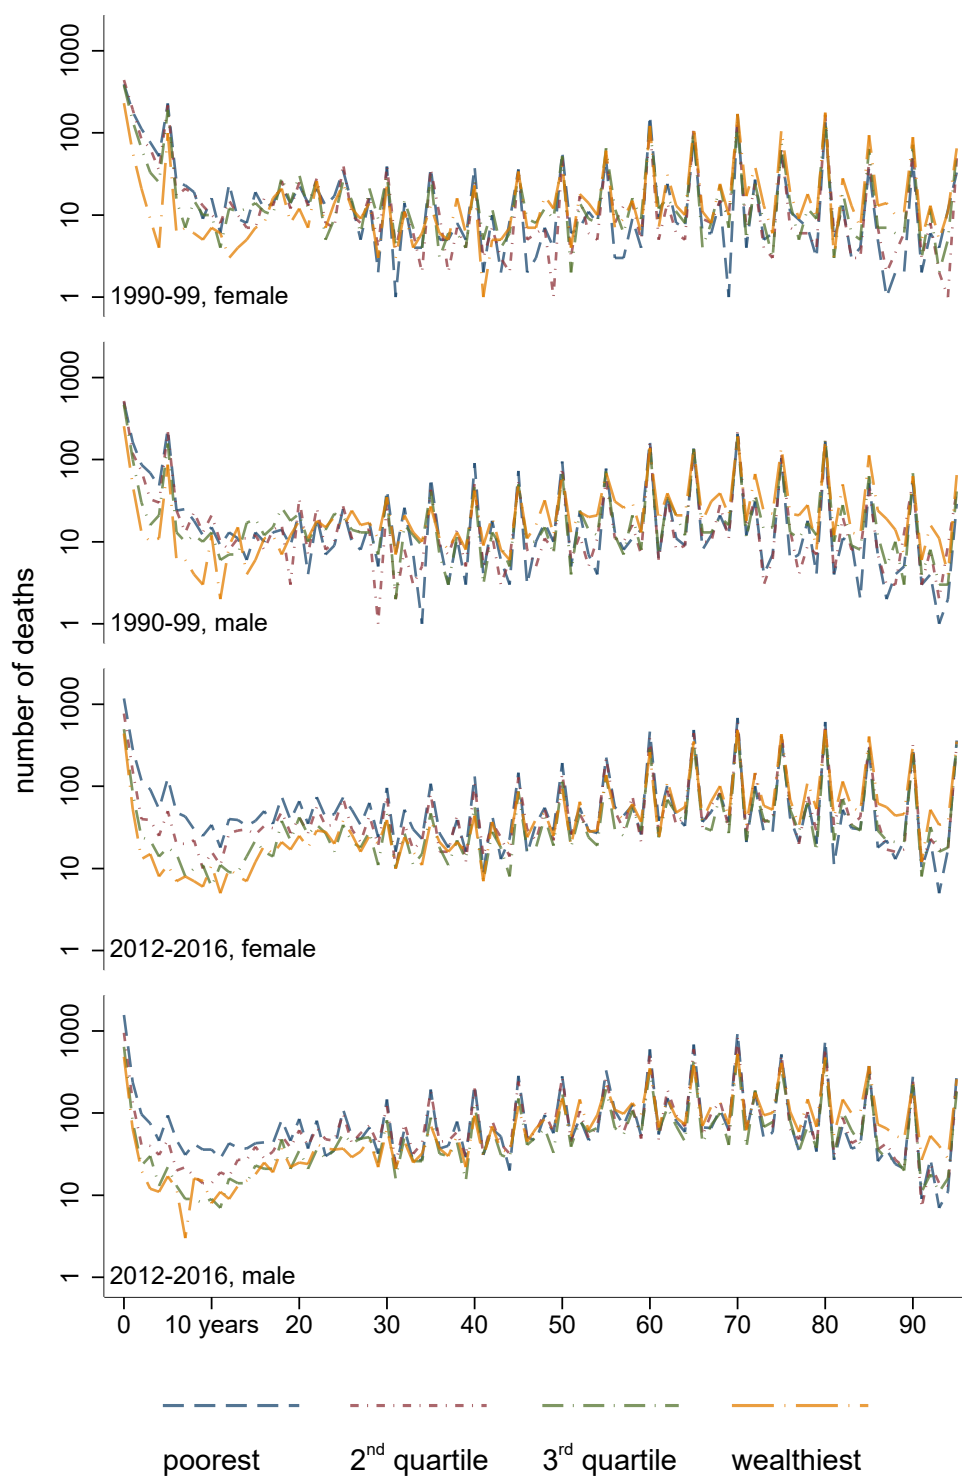 number of deaths
1000
100
10
1
1990-99, female
1000
100
10
1
1990-99, male
1000
100
10
1
2012-2016, female
1000
100
10
1
2012-2016, male
0 10 years 20 30 40 50 60 70 80 90
poorest 2nd quartile 3rd quartile wealthiest